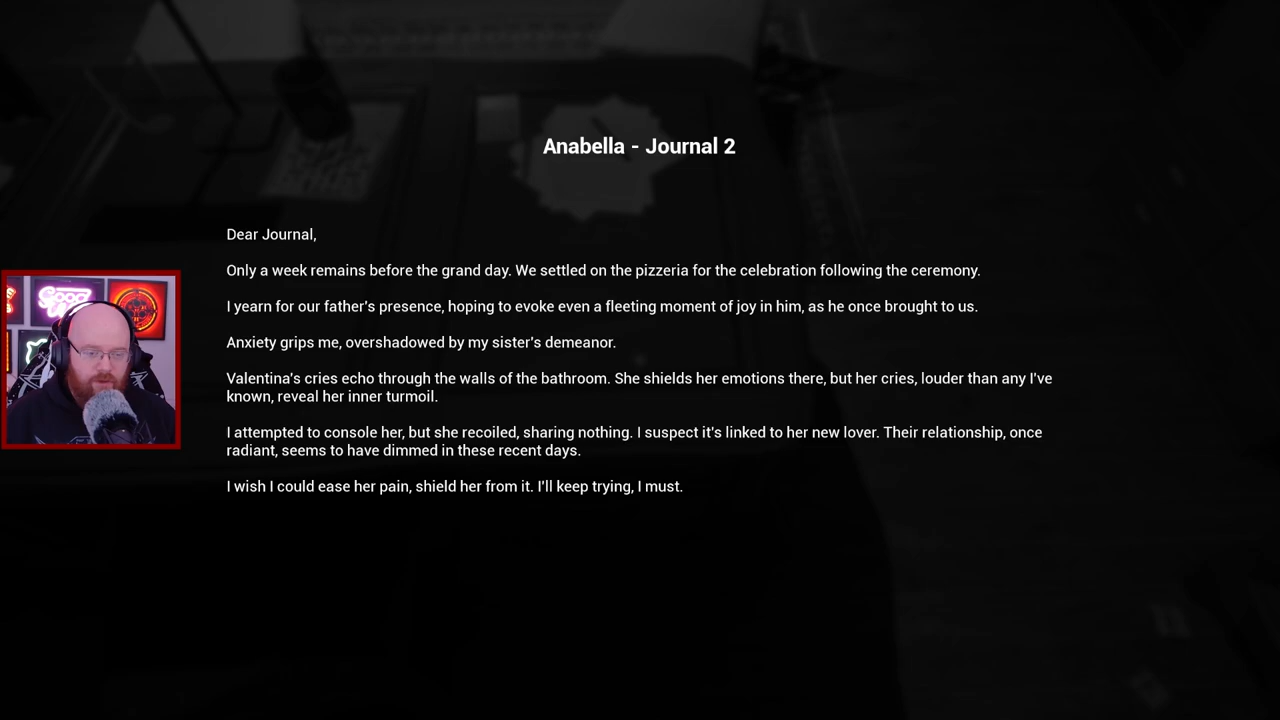 Anabella - Journal 2
Dear Journal,
Only a week remains before the grand day. We settled on the pizzeria for the celebration following the ceremony.
I yearn for our father's presence, hoping to evoke even a fleeting moment of joy in him, as he once brought to us.
Anxiety grips me, overshadowed by my sister's demeanor.
Valentina's cries echo through the walls of the bathroom. She shields her emotions there, but her cries, louder than any I've
known, reveal her inner turmoil.
I attempted to console her, but she recoiled, sharing nothing. I suspect it's linked to her new lover. Their relationship, once
radiant, seems to have dimmed in these recent days.
I wish I could ease her pain, shield her from it. I'll keep trying, I must.